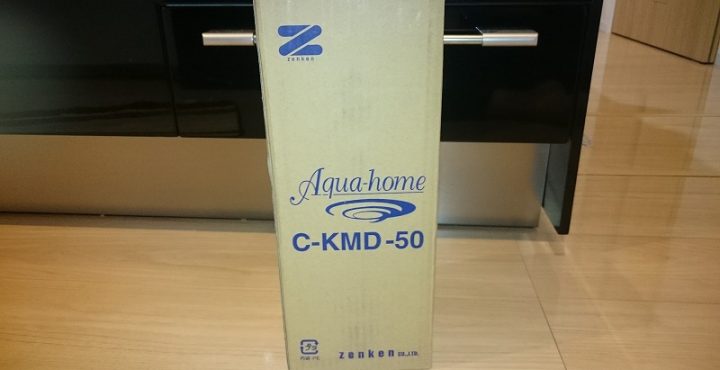 zenken
Aqua-home
C-KMD-50
zenken CO.,Ltd.